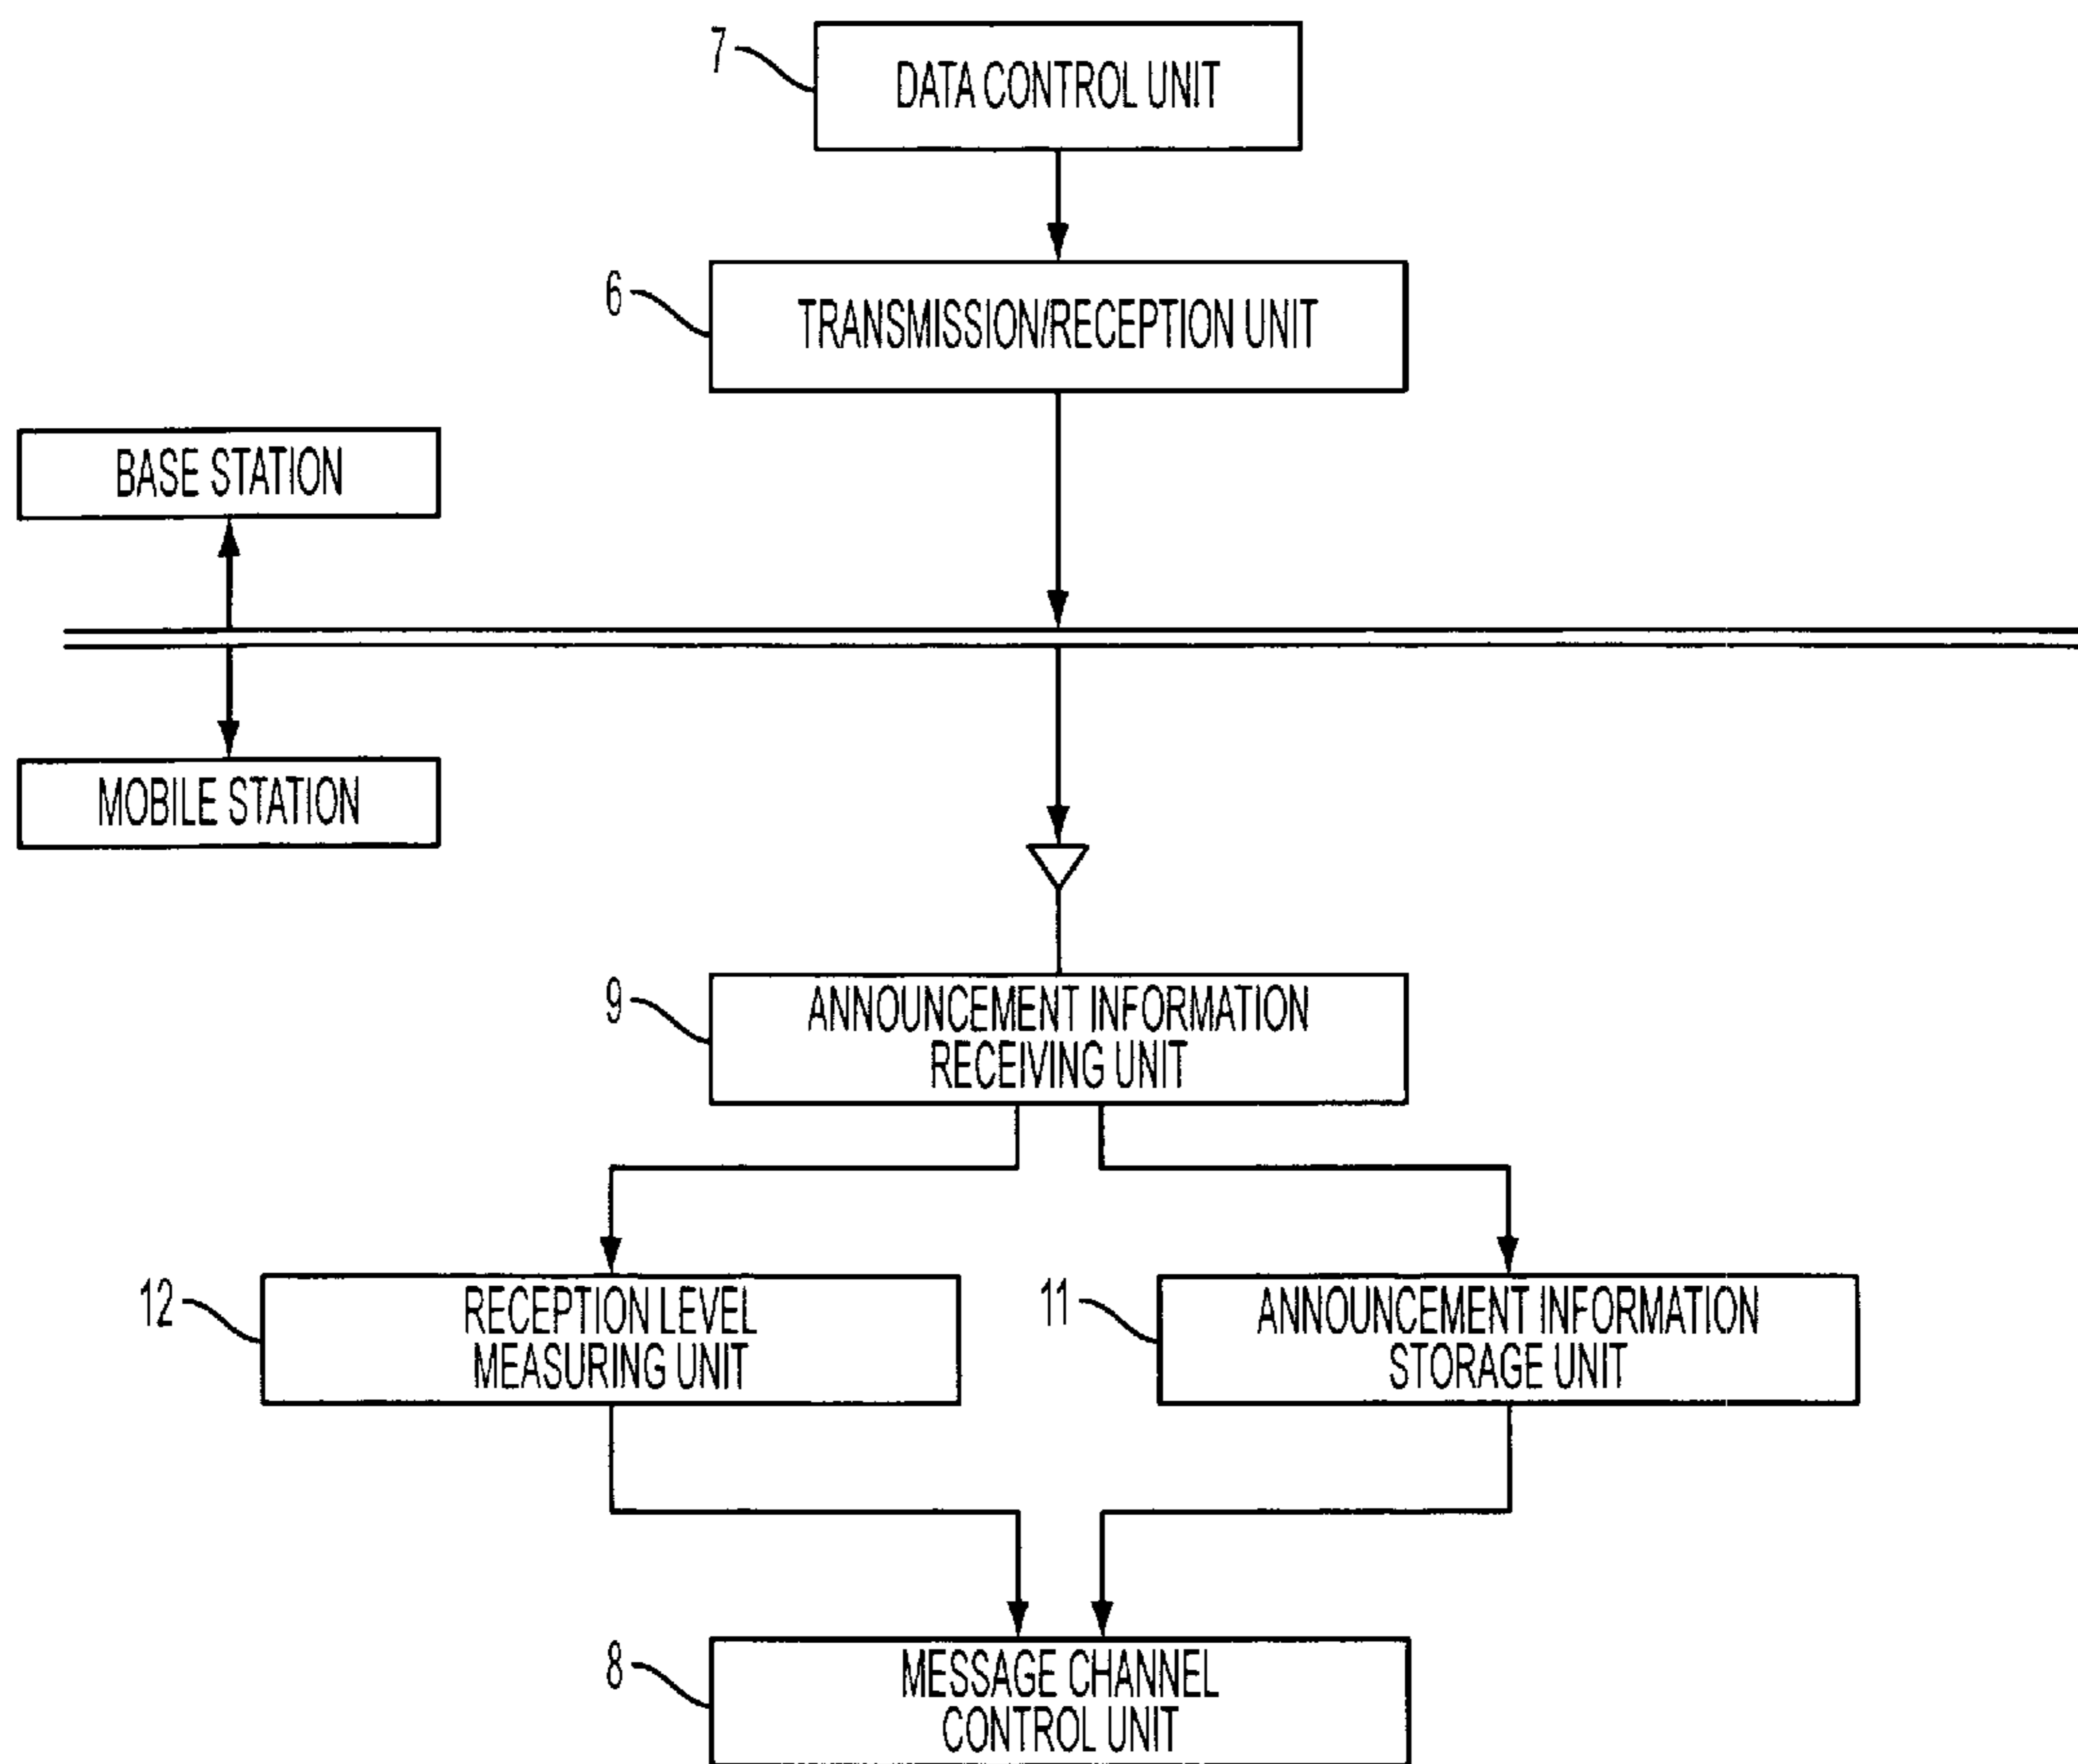 7
DATA CONTROL UNIT
6
TRANSMISSION/RECEPTION UNIT
BASE STATION
MOBILE STATION
9
ANNOUNCEMENT INFORMATION
RECEIVING UNIT
12
RECEPTION LEVEL
MEASURING UNIT
11
ANNOUNCEMENT INFORMATION
STORAGE UNIT
8
MESSAGE CHANNEL
CONTROL UNIT